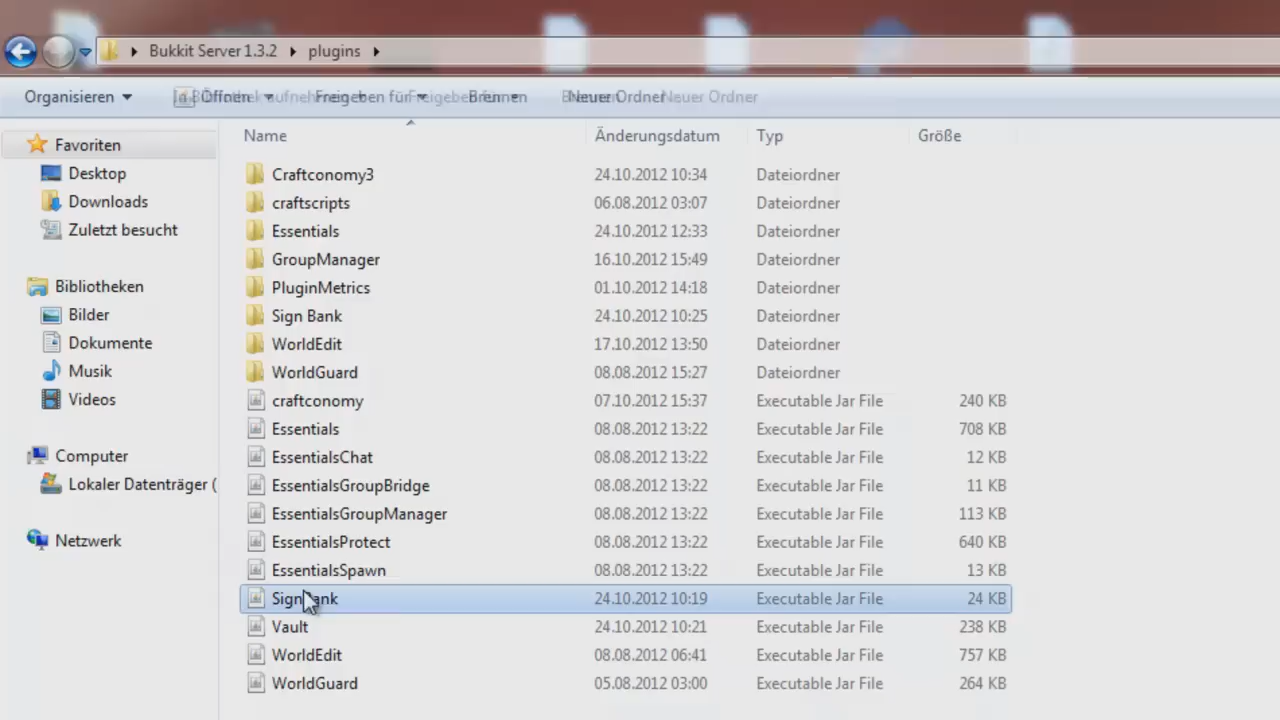 Bukkit Server 1.3.2 plugins
Organisieren Öffnen Freigeben für Brennen Neuer Ordner
Name Änderungsdatum Typ Größe
Favoriten
Desktop
Downloads
Zuletzt besucht
Bibliotheken
Bilder
Dokumente
Musik
Videos
Computer
Lokaler Datenträger (
Netzwerk
Craftconomy3 24.10.2012 10:34 Dateiordner
craftscripts 06.08.2012 03:07 Dateiordner
Essentials 24.10.2012 12:33 Dateiordner
GroupManager 16.10.2012 15:49 Dateiordner
PluginMetrics 01.10.2012 14:18 Dateiordner
Sign Bank 24.10.2012 10:25 Dateiordner
WorldEdit 17.10.2012 13:50 Dateiordner
WorldGuard 08.08.2012 15:27 Dateiordner
craftconomy 07.10.2012 15:37 Executable Jar File 240 KB
Essentials 08.08.2012 13:22 Executable Jar File 708 KB
EssentialsChat 08.08.2012 13:22 Executable Jar File 12 KB
EssentialsGroupBridge 08.08.2012 13:22 Executable Jar File 11 KB
EssentialsGroupManager 08.08.2012 13:22 Executable Jar File 113 KB
EssentialsProtect 08.08.2012 13:22 Executable Jar File 640 KB
EssentialsSpawn 08.08.2012 13:22 Executable Jar File 13 KB
24.10.2012 10:19 Executable Jar File 24 KB
Vault 24.10.2012 10:21 Executable Jar File 238 KB
WorldEdit 08.08.2012 06:41 Executable Jar File 757 KB
WorldGuard 05.08.2012 03:00 Executable Jar File 264 KB